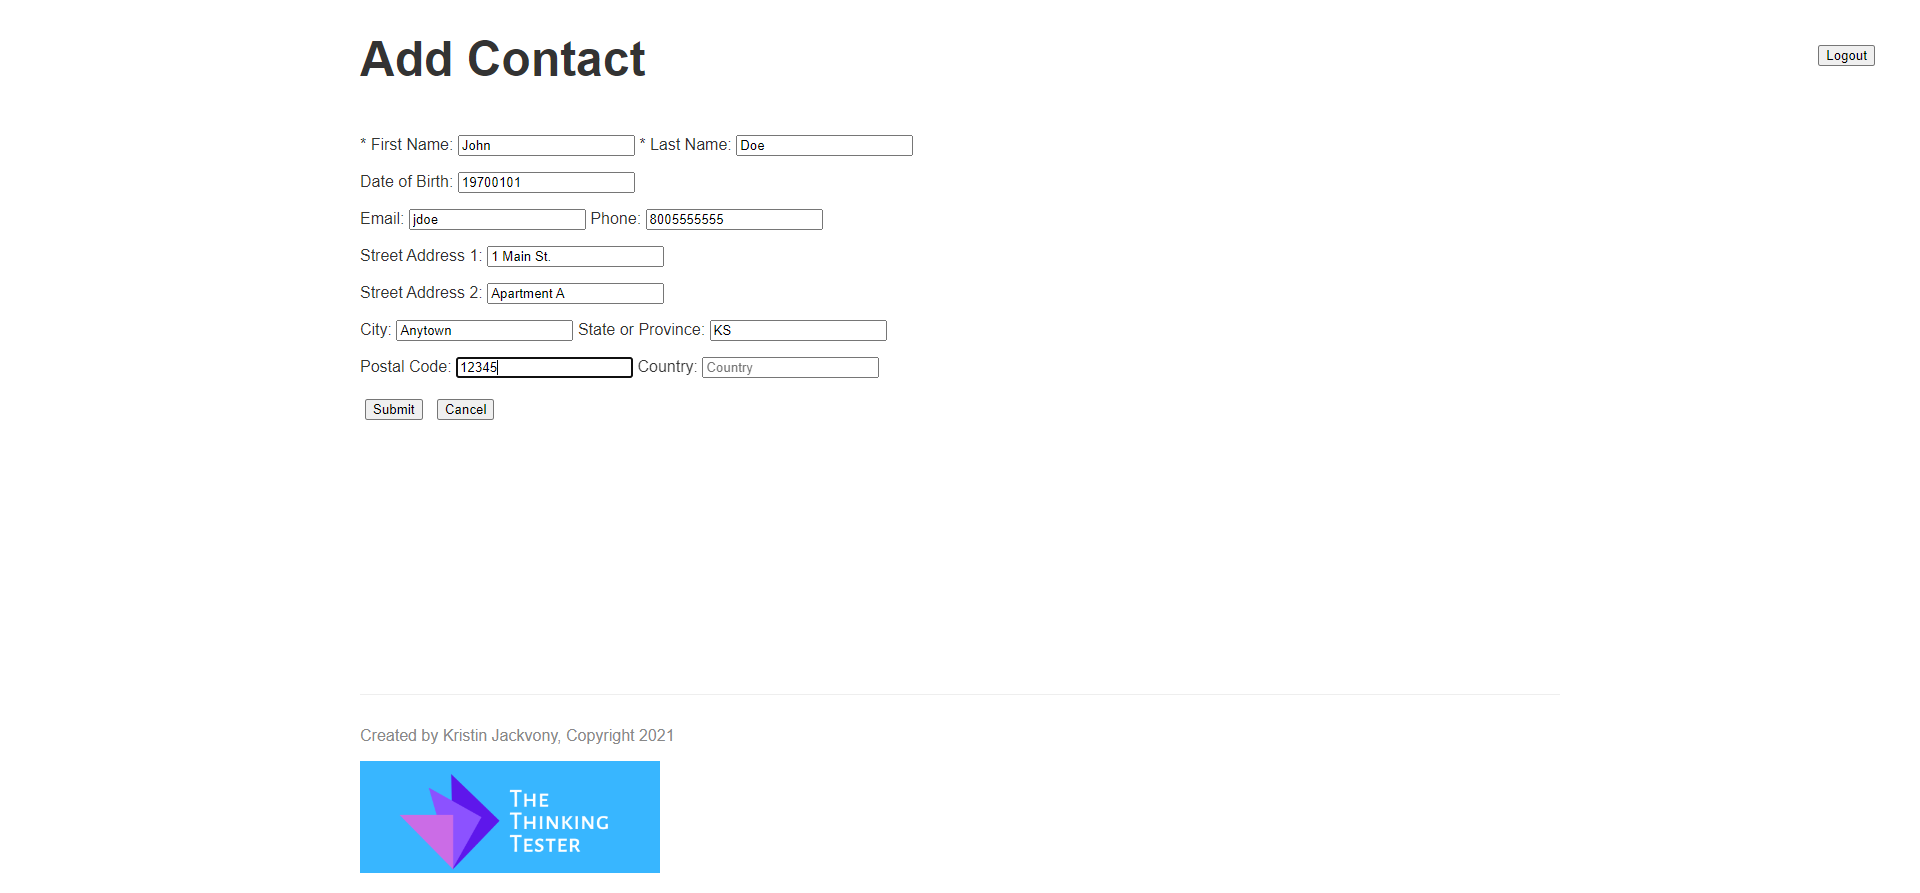 Add Contact
Logout
* First Name: John * Last Name: Doe
Date of Birth: 19700101
Email: jdoe Phone: 8005555555
Street Address 1: 1 Main St.
Street Address 2: Apartment A
City: Anytown State or Province: KS
Postal Code: 12345 Country: Country
Submit Cancel
Created by Kristin Jackvony, Copyright 2021
THE
THINKING
TESTER